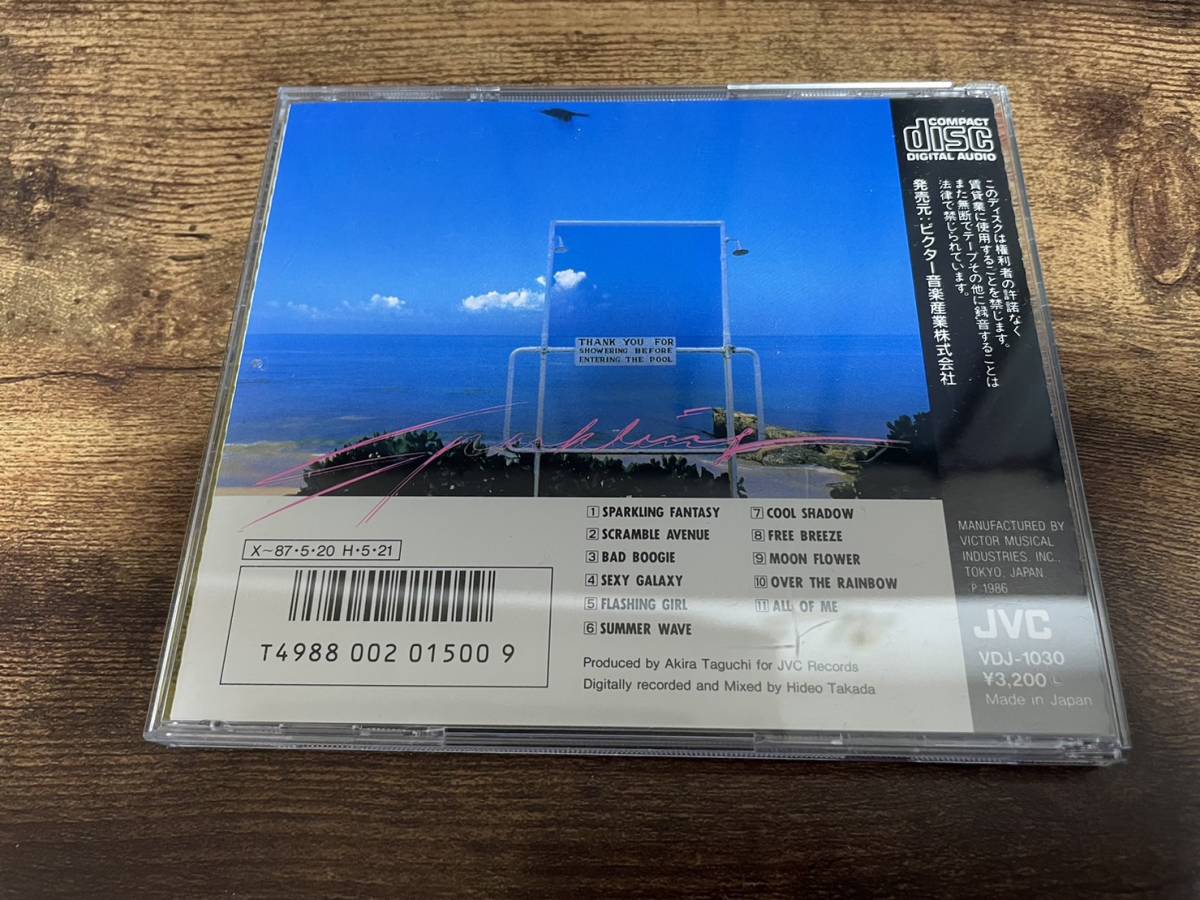 COMPACT
disc
DIGITAL AUDIO
このディスクは権利者の許諾なく
賃貸業に使用することを禁じます。
また無断でテープその他に録音することは
法律で禁じられています。
発売元:ビクター音楽産業株式会社
THANK YOU FOR
SHOWERING BEFORE
ENTERING THE POOL
Sparkling
1 SPARKLING FANTASY
2 SCRAMBLE AVENUE
3 BAD BOOGIE
4 SEXY GALAXY
5 FLASHING GIRL
6 SUMMER WAVE
7 COOL SHADOW
8 FREE BREEZE
9 MOON FLOWER
10 OVER THE RAINBOW
11 ALL OF ME
X~87・5・20 H・5・21
T4988 002 01500 9
Produced by Akira Taguchi for JVC Records
Digitally recorded and Mixed by Hideo Takada
MANUFACTURED BY
VICTOR MUSICAL
INDUSTRIES, INC.,
TOKYO, JAPAN
P 1986
JVC
VDJ-1030
¥3,200 L
Made in Japan